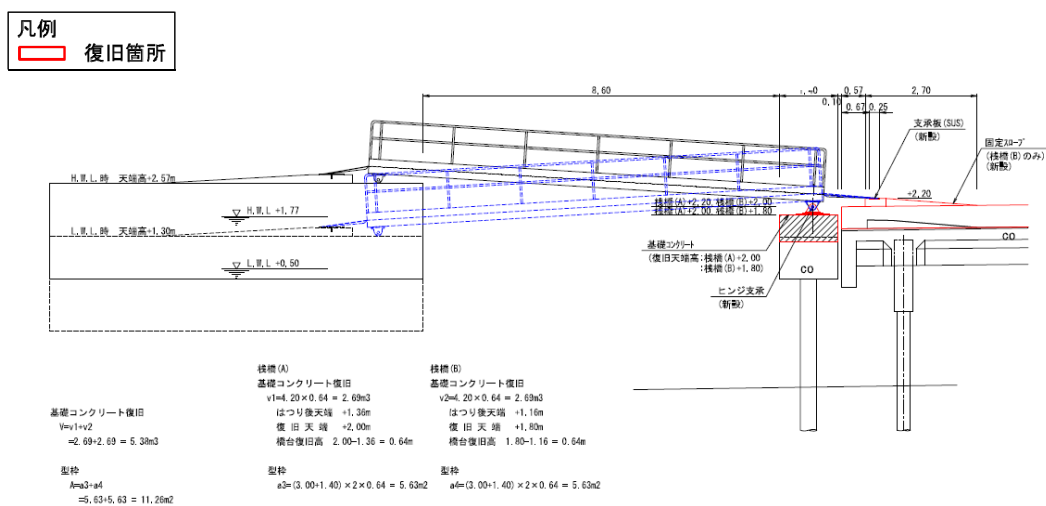 凡例
復旧箇所
8.60
0.10
0.57
2.70
0.67
0.25
支承板(SUS)
(新設)
固定スロープ
(桟橋(B)のみ)
(新設)
+2.20
H.W.L.時 天端高+2.57m
H.W.L +1.77
L.W.L.時 天端高+1.30m
L.W.L +0.50
桟橋(A)+2.20 桟橋(B)+2.00
桟橋(A)+2.00 桟橋(B)+1.80
基礎コンクリート
(復旧天端高:桟橋(A)+2.00
:桟橋(B)+1.80)
CO
CO
ヒンジ支承
(新設)
基礎コンクリート復旧
V=v1+v2
=2.69+2.69 = 5.38m3
型枠
A=a3+a4
=5.63+5.63 = 11.26m2
桟橋(A)
基礎コンクリート復旧
v1=4.20×0.64 = 2.69m3
はつり後天端 +1.36m
復旧天端 +2.00m
橋台復旧高 2.00-1.36 = 0.64m
型枠
a3=(3.00+1.40)×2×0.64 = 5.63m2
桟橋(B)
基礎コンクリート復旧
v2=4.20×0.64 = 2.69m3
はつり後天端 +1.16m
復旧天端 +1.80m
橋台復旧高 1.80-1.16 = 0.64m
型枠
a4=(3.00+1.40)×2×0.64 = 5.63m2